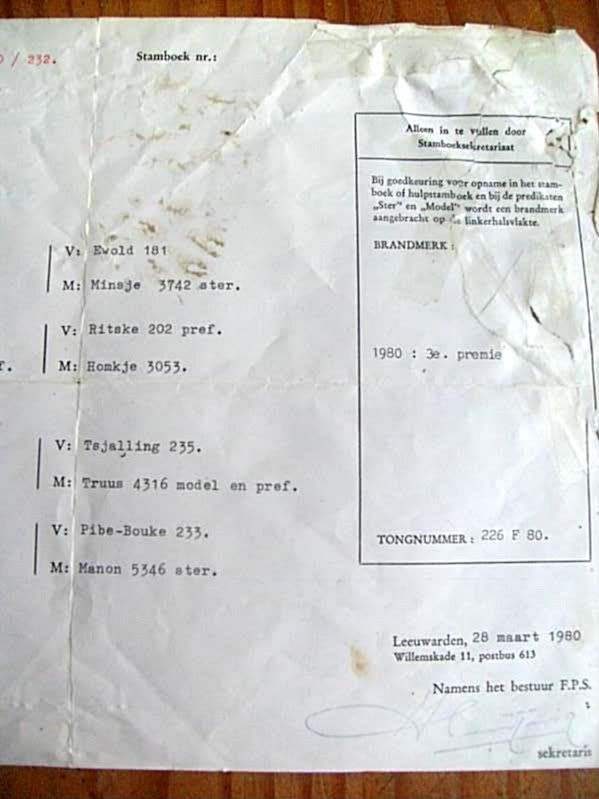 / 232.
Stamboek nr.:
Alleen in te vullen door
Stamboeksekretariaat
Bij goedkeuring voor opname in het stam-
boek of hulpstamboek en bij de predikaten
„Ster” en „Model” wordt een brandmerk
aangebracht op de linkerhalsvlakte.
BRANDMERK :
1980 : 3e. premie
TONGNUMMER : 226 F 80.
V: Ewold 181
M: Minsje 3742 ster.
V: Ritske 202 pref.
M: Homkje 3053.
V: Tsjalling 235.
M: Truus 4316 model en pref.
V: Pibe-Bouke 233.
M: Manon 5346 ster.
Leeuwarden, 28 maart 1980
Willemskade 11, postbus 613
Namens het bestuur F.P.S.
sekretaris